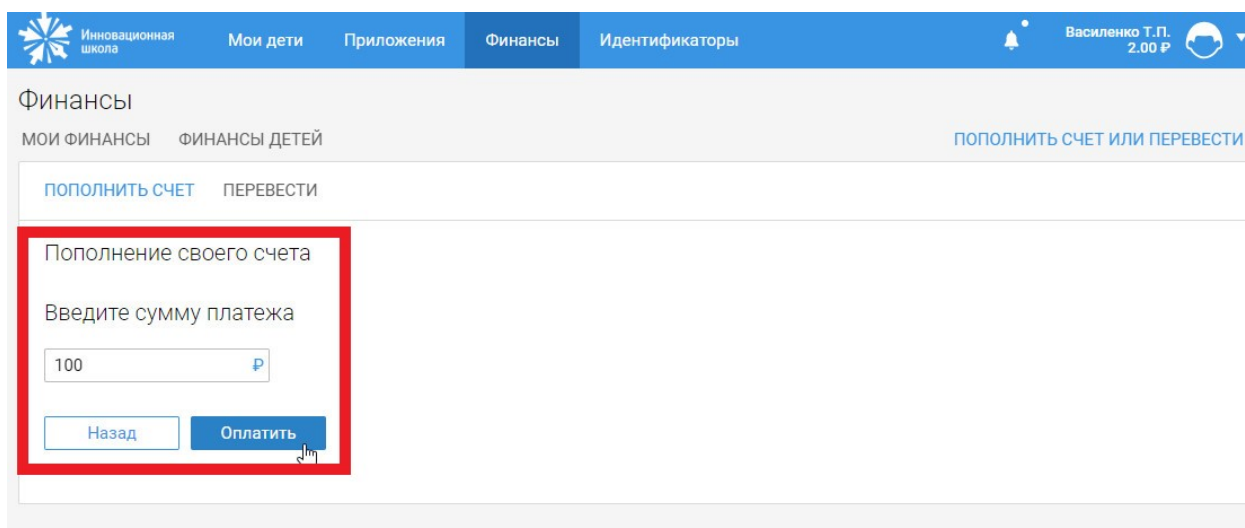 Инновационная
школа
Мои дети Приложения Финансы Идентификаторы
Василенко Т.П.
2.00 ₽
Финансы
МОИ ФИНАНСЫ ФИНАНСЫ ДЕТЕЙ ПОПОЛНИТЬ СЧЕТ ИЛИ ПЕРЕВЕСТИ
ПОПОЛНИТЬ СЧЕТ ПЕРЕВЕСТИ
Пополнение своего счета
Введите сумму платежа
100 ₽
Назад Оплатить